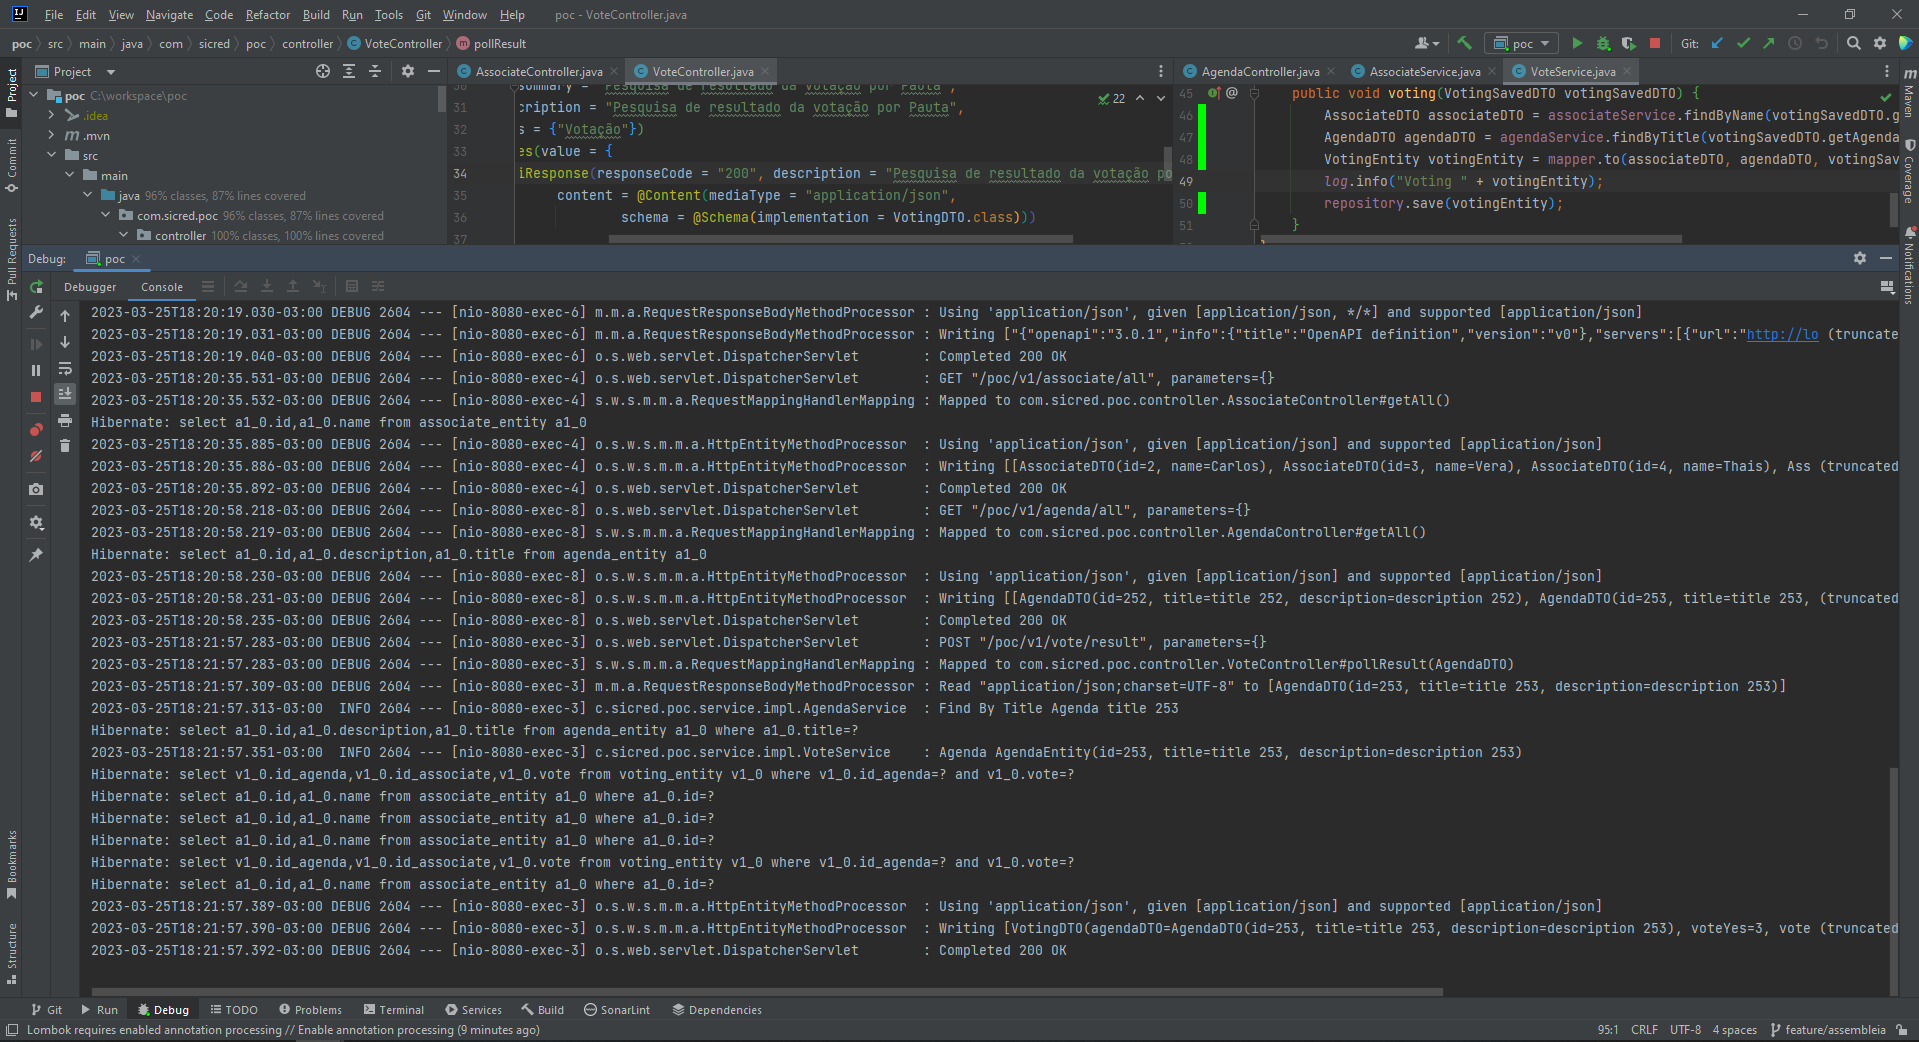 File Edit View Navigate Code Refactor Build Run Tools Git Window Help poc - VoteController.java
poc src main java com sicred poc controller VoteController pollResult
poc Git:
Project
AssociateController.java VoteController.java
AgendaController.java AssociateService.java VoteService.java
poc C:\workspace\poc
.idea
.mvn
src
main
java 96% classes, 87% lines covered
com.sicred.poc 96% classes, 87% lines covered
controller 100% classes, 100% lines covered
30 summary = "Pesquisa de resultado da votação por Pauta",
31 cription = "Pesquisa de resultado da votação por Pauta",
32 s = {"Votação"})
33 es(value = {
34 iResponse(responseCode = "200", description = "Pesquisa de resultado da votação po
35 content = @Content(mediaType = "application/json",
36 schema = @Schema(implementation = VotingDTO.class)))
37
22
45 public void voting(VotingSavedDTO votingSavedDTO) {
46 AssociateDTO associateDTO = associateService.findByName(votingSavedDTO.g
47 AgendaDTO agendaDTO = agendaService.findByTitle(votingSavedDTO.getAgenda
48 VotingEntity votingEntity = mapper.to(associateDTO, agendaDTO, votingSav
49 log.info("Voting " + votingEntity);
50 repository.save(votingEntity);
51 }
Project
Commit
Pull Request
Bookmarks
Structure
Maven
Coverage
Notifications
Debug: poc
Debugger Console
2023-03-25T18:20:19.030-03:00 DEBUG 2604 --- [nio-8080-exec-6] m.m.a.RequestResponseBodyMethodProcessor : Using 'application/json', given [application/json, */*] and supported [application/json]
2023-03-25T18:20:19.031-03:00 DEBUG 2604 --- [nio-8080-exec-6] m.m.a.RequestResponseBodyMethodProcessor : Writing ["{"openapi":"3.0.1","info":{"title":"OpenAPI definition","version":"v0"},"servers":[{"url":"http://lo (truncate
2023-03-25T18:20:19.040-03:00 DEBUG 2604 --- [nio-8080-exec-6] o.s.web.servlet.DispatcherServlet : Completed 200 OK
2023-03-25T18:20:35.531-03:00 DEBUG 2604 --- [nio-8080-exec-4] o.s.web.servlet.DispatcherServlet : GET "/poc/v1/associate/all", parameters={}
2023-03-25T18:20:35.532-03:00 DEBUG 2604 --- [nio-8080-exec-4] s.w.s.m.m.a.RequestMappingHandlerMapping : Mapped to com.sicred.poc.controller.AssociateController#getAll()
Hibernate: select a1_0.id,a1_0.name from associate_entity a1_0
2023-03-25T18:20:35.885-03:00 DEBUG 2604 --- [nio-8080-exec-4] o.s.w.s.m.m.a.HttpEntityMethodProcessor : Using 'application/json', given [application/json] and supported [application/json]
2023-03-25T18:20:35.886-03:00 DEBUG 2604 --- [nio-8080-exec-4] o.s.w.s.m.m.a.HttpEntityMethodProcessor : Writing [[AssociateDTO(id=2, name=Carlos), AssociateDTO(id=3, name=Vera), AssociateDTO(id=4, name=Thais), Ass (truncated
2023-03-25T18:20:35.892-03:00 DEBUG 2604 --- [nio-8080-exec-4] o.s.web.servlet.DispatcherServlet : Completed 200 OK
2023-03-25T18:20:58.218-03:00 DEBUG 2604 --- [nio-8080-exec-8] o.s.web.servlet.DispatcherServlet : GET "/poc/v1/agenda/all", parameters={}
2023-03-25T18:20:58.219-03:00 DEBUG 2604 --- [nio-8080-exec-8] s.w.s.m.m.a.RequestMappingHandlerMapping : Mapped to com.sicred.poc.controller.AgendaController#getAll()
Hibernate: select a1_0.id,a1_0.description,a1_0.title from agenda_entity a1_0
2023-03-25T18:20:58.230-03:00 DEBUG 2604 --- [nio-8080-exec-8] o.s.w.s.m.m.a.HttpEntityMethodProcessor : Using 'application/json', given [application/json] and supported [application/json]
2023-03-25T18:20:58.231-03:00 DEBUG 2604 --- [nio-8080-exec-8] o.s.w.s.m.m.a.HttpEntityMethodProcessor : Writing [[AgendaDTO(id=252, title=title 252, description=description 252), AgendaDTO(id=253, title=title 253, (truncated
2023-03-25T18:20:58.235-03:00 DEBUG 2604 --- [nio-8080-exec-8] o.s.web.servlet.DispatcherServlet : Completed 200 OK
2023-03-25T18:21:57.283-03:00 DEBUG 2604 --- [nio-8080-exec-3] o.s.web.servlet.DispatcherServlet : POST "/poc/v1/vote/result", parameters={}
2023-03-25T18:21:57.283-03:00 DEBUG 2604 --- [nio-8080-exec-3] s.w.s.m.m.a.RequestMappingHandlerMapping : Mapped to com.sicred.poc.controller.VoteController#pollResult(AgendaDTO)
2023-03-25T18:21:57.309-03:00 DEBUG 2604 --- [nio-8080-exec-3] m.m.a.RequestResponseBodyMethodProcessor : Read "application/json;charset=UTF-8" to [AgendaDTO(id=253, title=title 253, description=description 253)]
2023-03-25T18:21:57.313-03:00 INFO 2604 --- [nio-8080-exec-3] c.sicred.poc.service.impl.AgendaService : Find By Title Agenda title 253
Hibernate: select a1_0.id,a1_0.description,a1_0.title from agenda_entity a1_0 where a1_0.title=?
2023-03-25T18:21:57.351-03:00 INFO 2604 --- [nio-8080-exec-3] c.sicred.poc.service.impl.VoteService : Agenda AgendaEntity(id=253, title=title 253, description=description 253)
Hibernate: select v1_0.id_agenda,v1_0.id_associate,v1_0.vote from voting_entity v1_0 where v1_0.id_agenda=? and v1_0.vote=?
Hibernate: select a1_0.id,a1_0.name from associate_entity a1_0 where a1_0.id=?
Hibernate: select a1_0.id,a1_0.name from associate_entity a1_0 where a1_0.id=?
Hibernate: select a1_0.id,a1_0.name from associate_entity a1_0 where a1_0.id=?
Hibernate: select v1_0.id_agenda,v1_0.id_associate,v1_0.vote from voting_entity v1_0 where v1_0.id_agenda=? and v1_0.vote=?
Hibernate: select a1_0.id,a1_0.name from associate_entity a1_0 where a1_0.id=?
2023-03-25T18:21:57.389-03:00 DEBUG 2604 --- [nio-8080-exec-3] o.s.w.s.m.m.a.HttpEntityMethodProcessor : Using 'application/json', given [application/json] and supported [application/json]
2023-03-25T18:21:57.390-03:00 DEBUG 2604 --- [nio-8080-exec-3] o.s.w.s.m.m.a.HttpEntityMethodProcessor : Writing [VotingDTO(agendaDTO=AgendaDTO(id=253, title=title 253, description=description 253), voteYes=3, vote (truncated
2023-03-25T18:21:57.392-03:00 DEBUG 2604 --- [nio-8080-exec-3] o.s.web.servlet.DispatcherServlet : Completed 200 OK
Git Run Debug TODO Problems Terminal Services Build SonarLint Dependencies
Lombok requires enabled annotation processing // Enable annotation processing (9 minutes ago) 95:1 CRLF UTF-8 4 spaces feature/assembleia